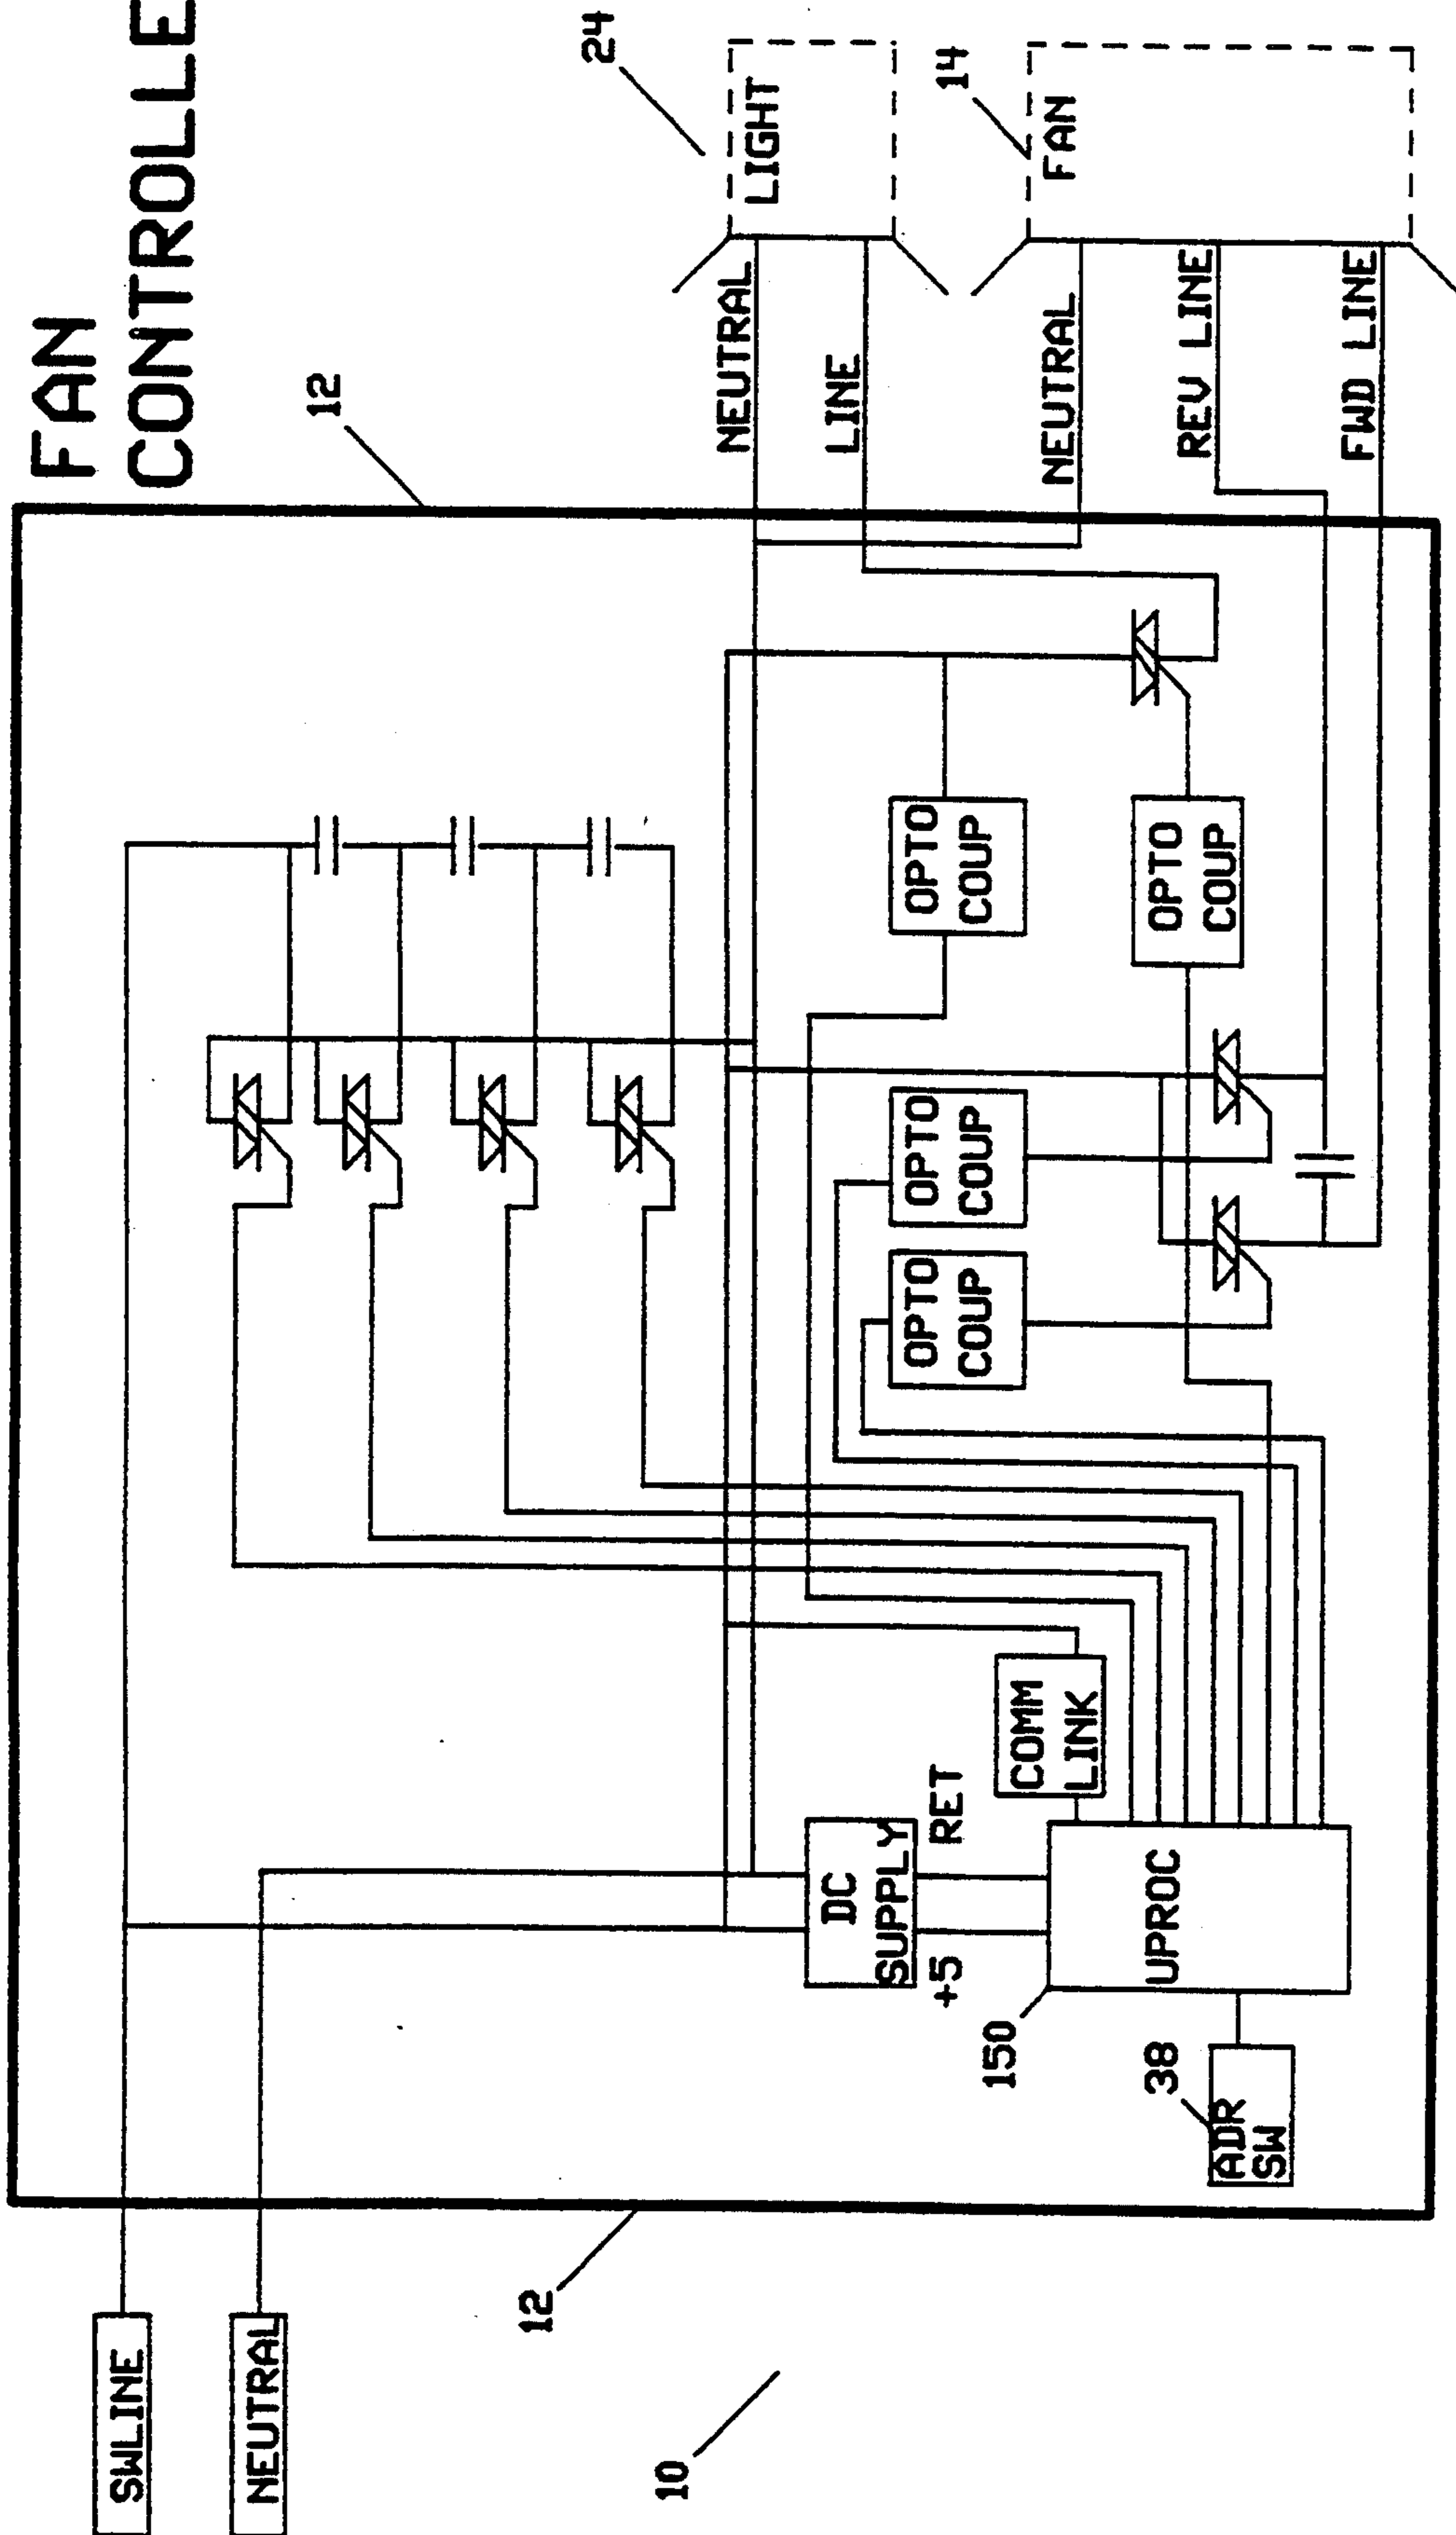 FAN
CONTROLLE
SWLINE
NEUTRAL
10
12
12
24
LIGHT
NEUTRAL
LINE
14
FAN
NEUTRAL
REV LINE
FWD LINE
OPTO
COUP
OPTO
COUP
OPTO
COUP
OPTO
COUP
DC
SUPPLY
+5
RET
COMM
LINK
150
UPROC
38
ADR
SW